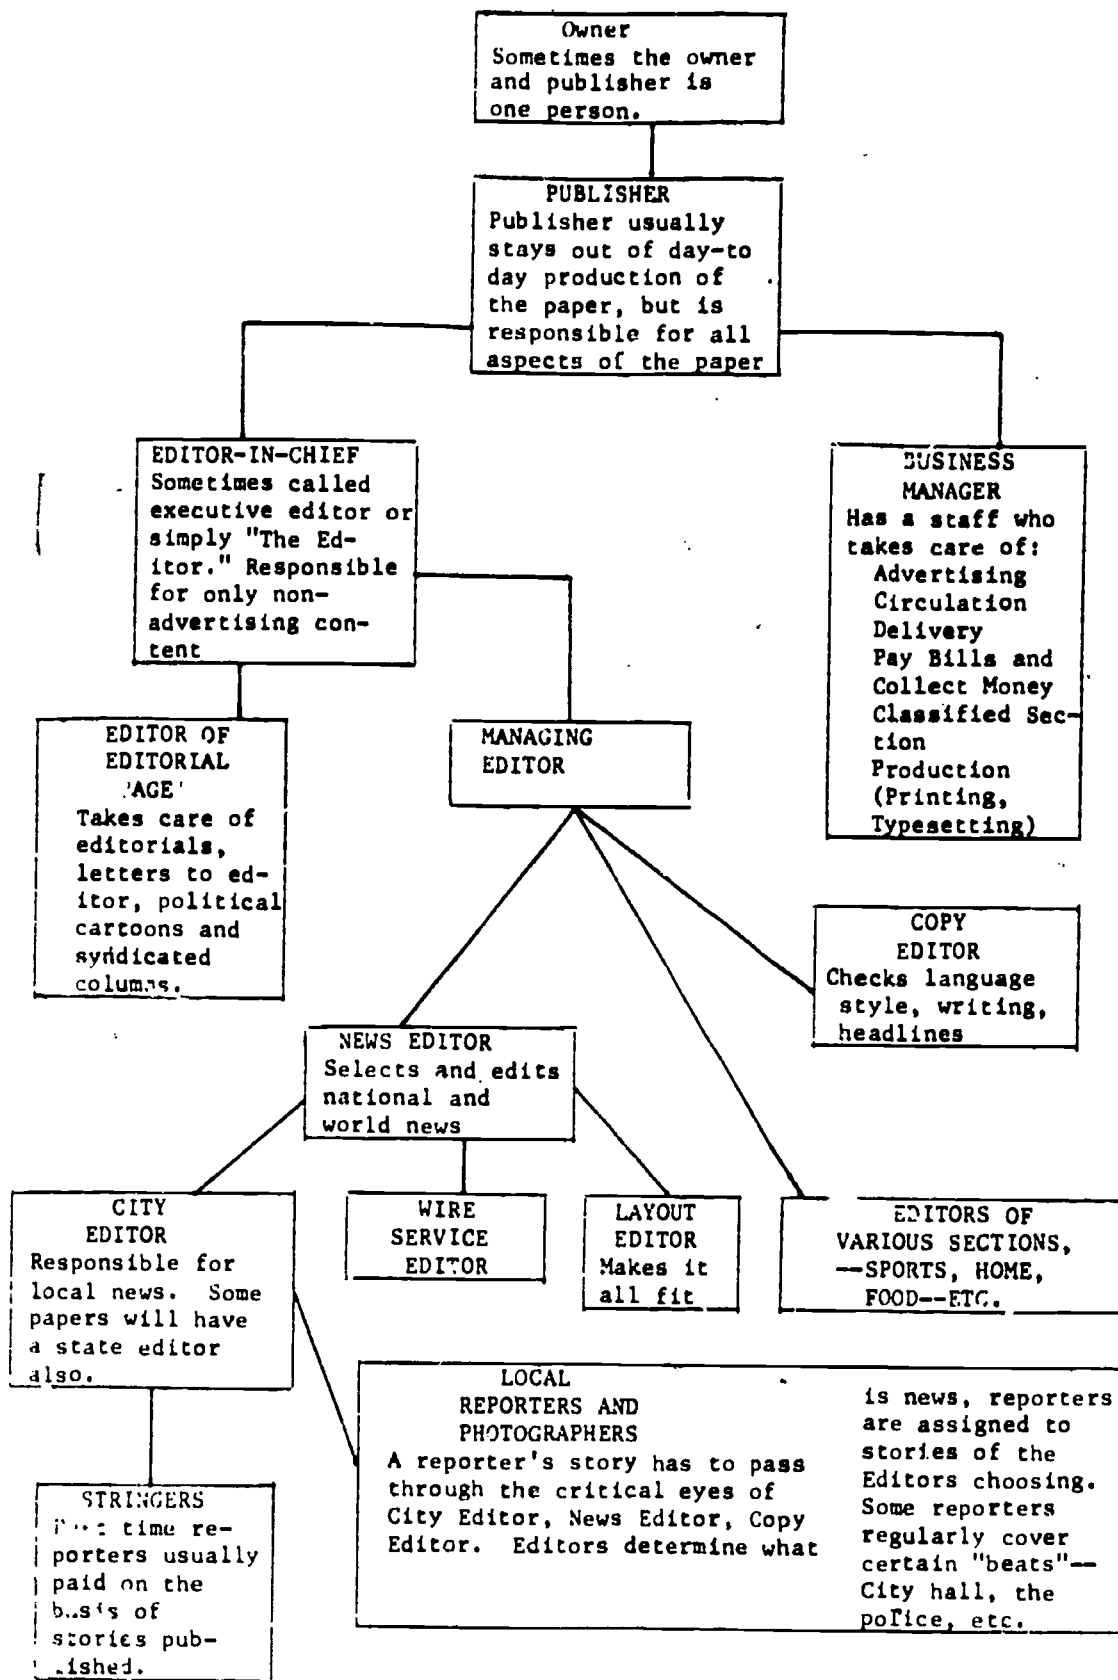 Owner
Sometimes the owner
and publisher is
one person.
PUBLISHER
Publisher usually
stays out of day-to
day production of
the paper, but is
responsible for all
aspects of the paper
EDITOR-IN-CHIEF
Sometimes called
executive editor or
simply "The Ed-
itor." Responsible
for only non-
advertising con-
tent
BUSINESS
MANAGER
Has a staff who
takes care of:
Advertising
Circulation
Delivery
Pay Bills and
Collect Money
Classified Sec-
tion
Production
(Printing,
Typesetting)
EDITOR OF
EDITORIAL
PAGE
Takes care of
editorials,
letters to ed-
itor, political
cartoons and
syndicated
columns.
MANAGING
EDITOR
COPY
EDITOR
Checks language
style, writing,
headlines
NEWS EDITOR
Selects and edits
national and
world news
CITY
EDITOR
Responsible for
local news. Some
papers will have
a state editor
also.
WIRE
SERVICE
EDITOR
LAYOUT
EDITOR
Makes it
all fit
EDITORS OF
VARIOUS SECTIONS,
--SPORTS, HOME,
FOOD--ETC.
STRINGERS
Part time re-
porters usually
paid on the
basis of
stories pub-
lished.
LOCAL
REPORTERS AND
PHOTOGRAPHERS
A reporter's story has to pass
through the critical eyes of
City Editor, News Editor, Copy
Editor. Editors determine what
is news, reporters
are assigned to
stories of the
Editors choosing.
Some reporters
regularly cover
certain "beats"--
City hall, the
police, etc.